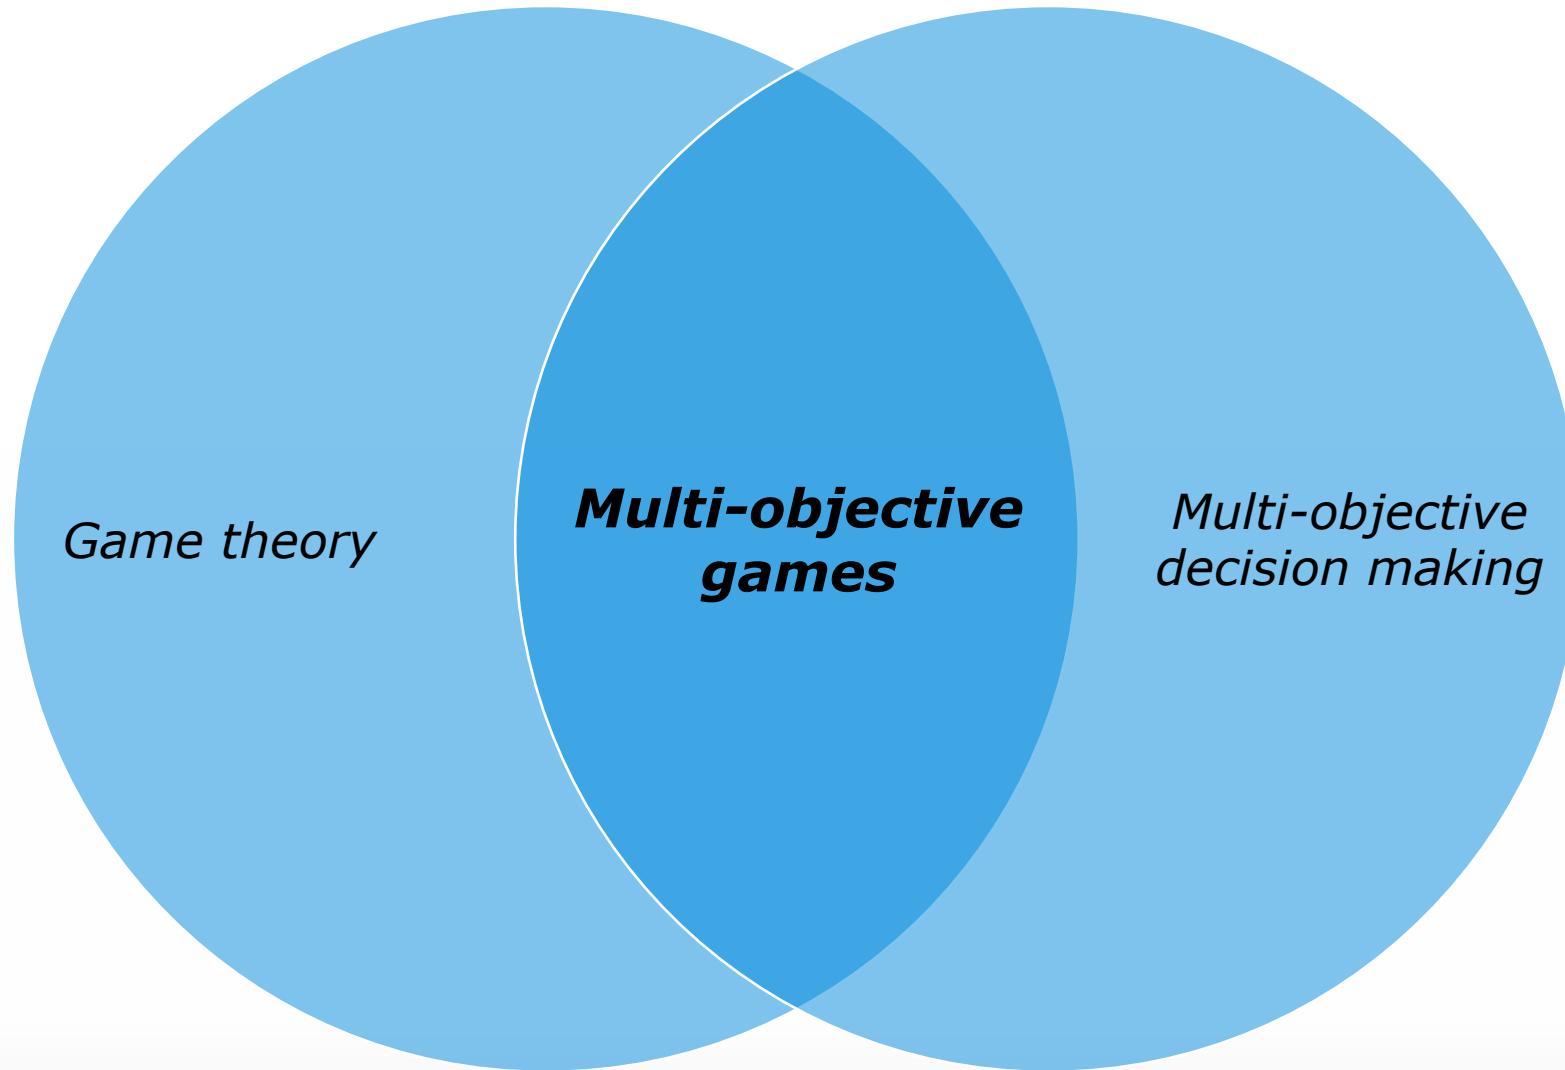 Game theory
Multi-objective
games
Multi-objective
decision making